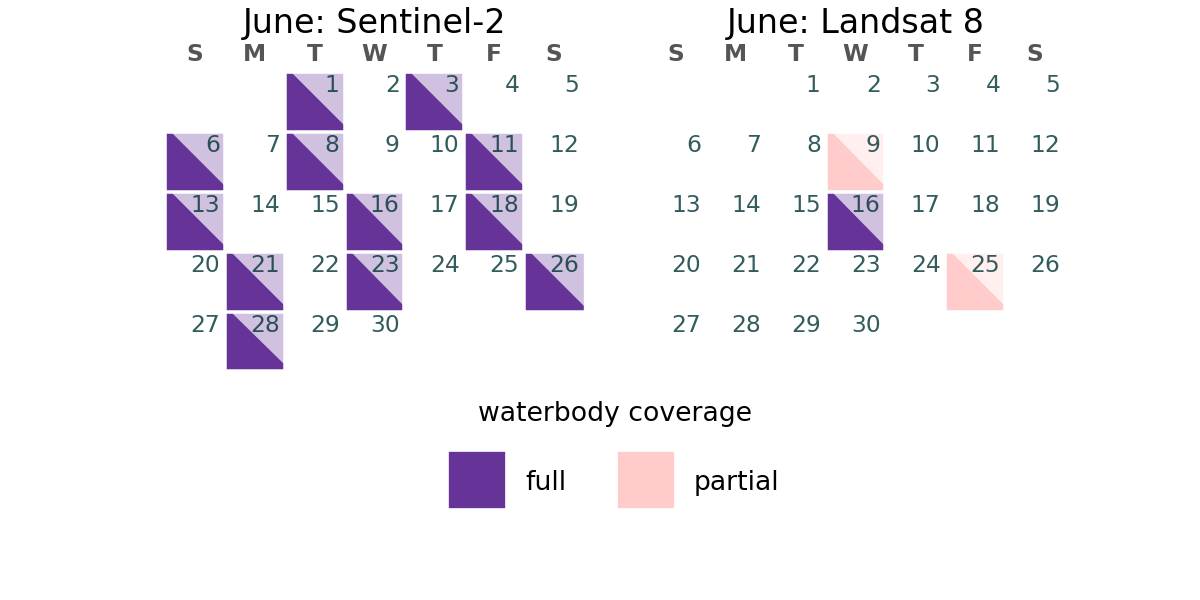 June: Sentinel-2
S M T W T F S
1 2 3 4 5
6 7 8 9 10 11 12
13 14 15 16 17 18 19
20 21 22 23 24 25 26
27 28 29 30
June: Landsat 8
S M T W T F S
1 2 3 4 5
6 7 8 9 10 11 12
13 14 15 16 17 18 19
20 21 22 23 24 25 26
27 28 29 30
waterbody coverage
full
partial